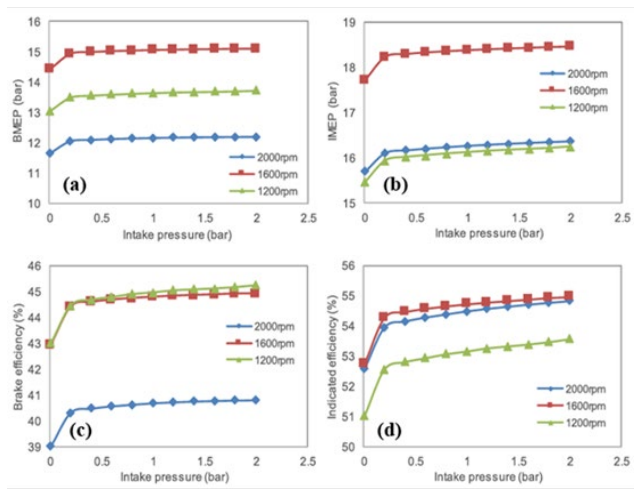 16
15
14
13
12
11
10
BMEP (bar)
2000rpm
1600rpm
1200rpm
(a)
0 0.5 1 1.5 2 2.5
Intake pressure (bar)
19
18
17
16
15
IMEP (bar)
2000rpm
1600rpm
1200rpm
(b)
0 0.5 1 1.5 2 2.5
Intake pressure (bar)
46
45
44
43
42
41
40
39
Brake efficiency (%)
2000rpm
1600rpm
1200rpm
(c)
0 0.5 1 1.5 2 2.5
Intake pressure (bar)
56
55
54
53
52
51
50
Indicated efficiency (%)
2000rpm
1600rpm
1200rpm
(d)
0 0.5 1 1.5 2 2.5
Intake pressure (bar)